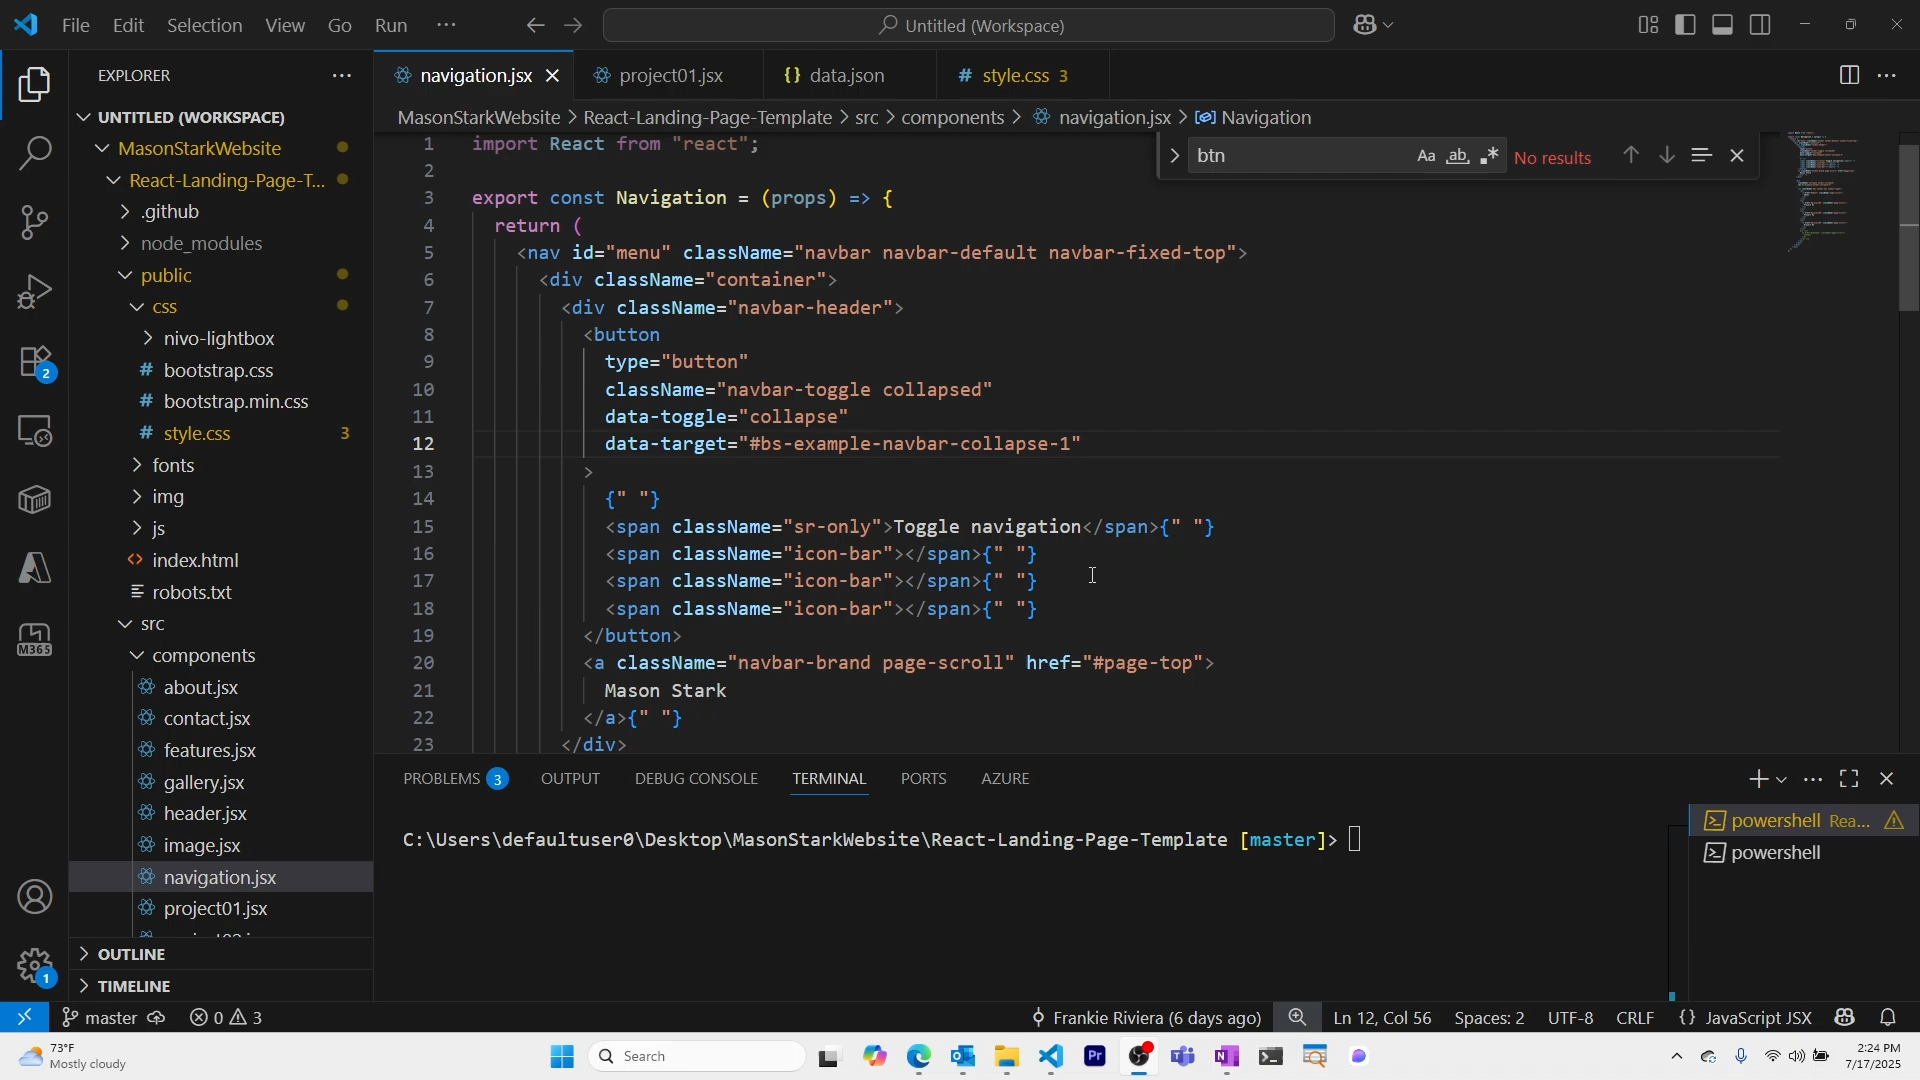 File Edit Selection View Go Run ··· Untitled (Workspace)
EXPLORER
navigation.jsx project01.jsx data.json style.css 3
MasonStarkWebsite > React-Landing-Page-Template > src > components > navigation.jsx > Navigation
btn Aa ab .* No results
UNTITLED (WORKSPACE)
MasonStarkWebsite
React-Landing-Page-T...
.github
node_modules
public
css
nivo-lightbox
bootstrap.css
bootstrap.min.css
style.css 3
fonts
img
js
index.html
robots.txt
src
components
about.jsx
contact.jsx
features.jsx
gallery.jsx
header.jsx
image.jsx
navigation.jsx
project01.jsx
OUTLINE
TIMELINE
2
M365
1
1 import React from "react";
2
3 export const Navigation = (props) => {
4 return (
5 <nav id="menu" className="navbar navbar-default navbar-fixed-top">
6 <div className="container">
7 <div className="navbar-header">
8 <button
9 type="button"
10 className="navbar-toggle collapsed"
11 data-toggle="collapse"
12 data-target="#bs-example-navbar-collapse-1"
13 >
14 {" "}
15 <span className="sr-only">Toggle navigation</span>{" "}
16 <span className="icon-bar"></span>{" "}
17 <span className="icon-bar"></span>{" "}
18 <span className="icon-bar"></span>{" "}
19 </button>
20 <a className="navbar-brand page-scroll" href="#page-top">
21 Mason Stark
22 </a>{" "}
23 </div>
PROBLEMS 3 OUTPUT DEBUG CONSOLE TERMINAL PORTS AZURE
C:\Users\defaultuser0\Desktop\MasonStarkWebsite\React-Landing-Page-Template [master]>
powershell Rea...
powershell
master 0 3 Frankie Riviera (6 days ago) Ln 12, Col 56 Spaces: 2 UTF-8 CRLF {} JavaScript JSX
73°F
Mostly cloudy
Search
Pr
2:24 PM
7/17/2025